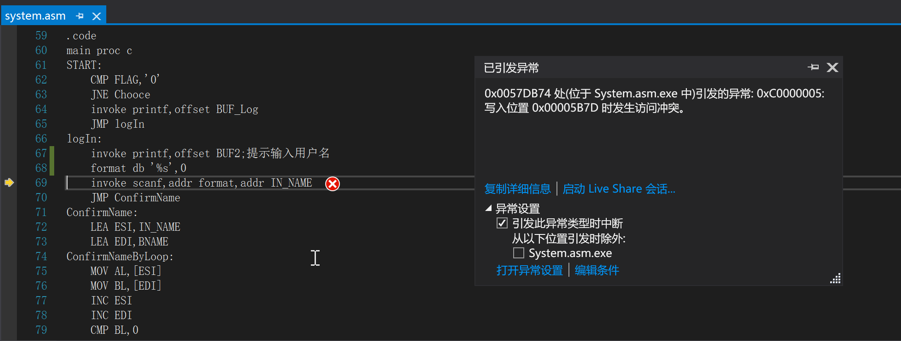 system.asm
59 .code
60 main proc c
61 START:
62 CMP FLAG,'0'
63 JNE Chooce
64 invoke printf,offset BUF_Log
65 JMP logIn
66 logIn:
67 invoke printf,offset BUF2;提示输入用户名
68 format db '%s',0
69 invoke scanf,addr format,addr IN_NAME
70 JMP ConfirmName
71 ConfirmName:
72 LEA ESI,IN_NAME
73 LEA EDI,BNAME
74 ConfirmNameByLoop:
75 MOV AL,[ESI]
76 MOV BL,[EDI]
77 INC ESI
78 INC EDI
79 CMP BL,0
已引发异常
0x0057DB74 处(位于 System.asm.exe 中)引发的异常: 0xC0000005:
写入位置 0x00005B7D 时发生访问冲突。
复制详细信息 | 启动 Live Share 会话...
异常设置
引发此异常类型时中断
从以下位置引发时除外:
System.asm.exe
打开异常设置 | 编辑条件